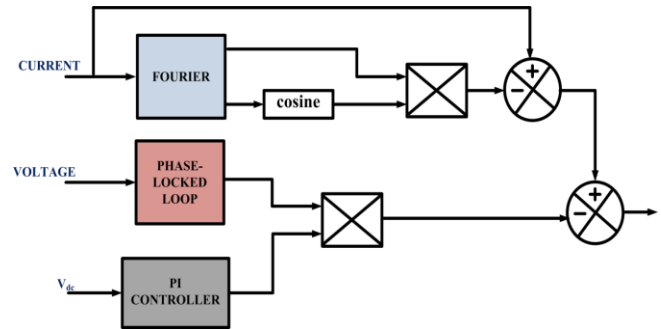 CURRENT
FOURIER
cosine
+
−
VOLTAGE
PHASE-
LOCKED
LOOP
+
−
Vdc
PI
CONTROLLER